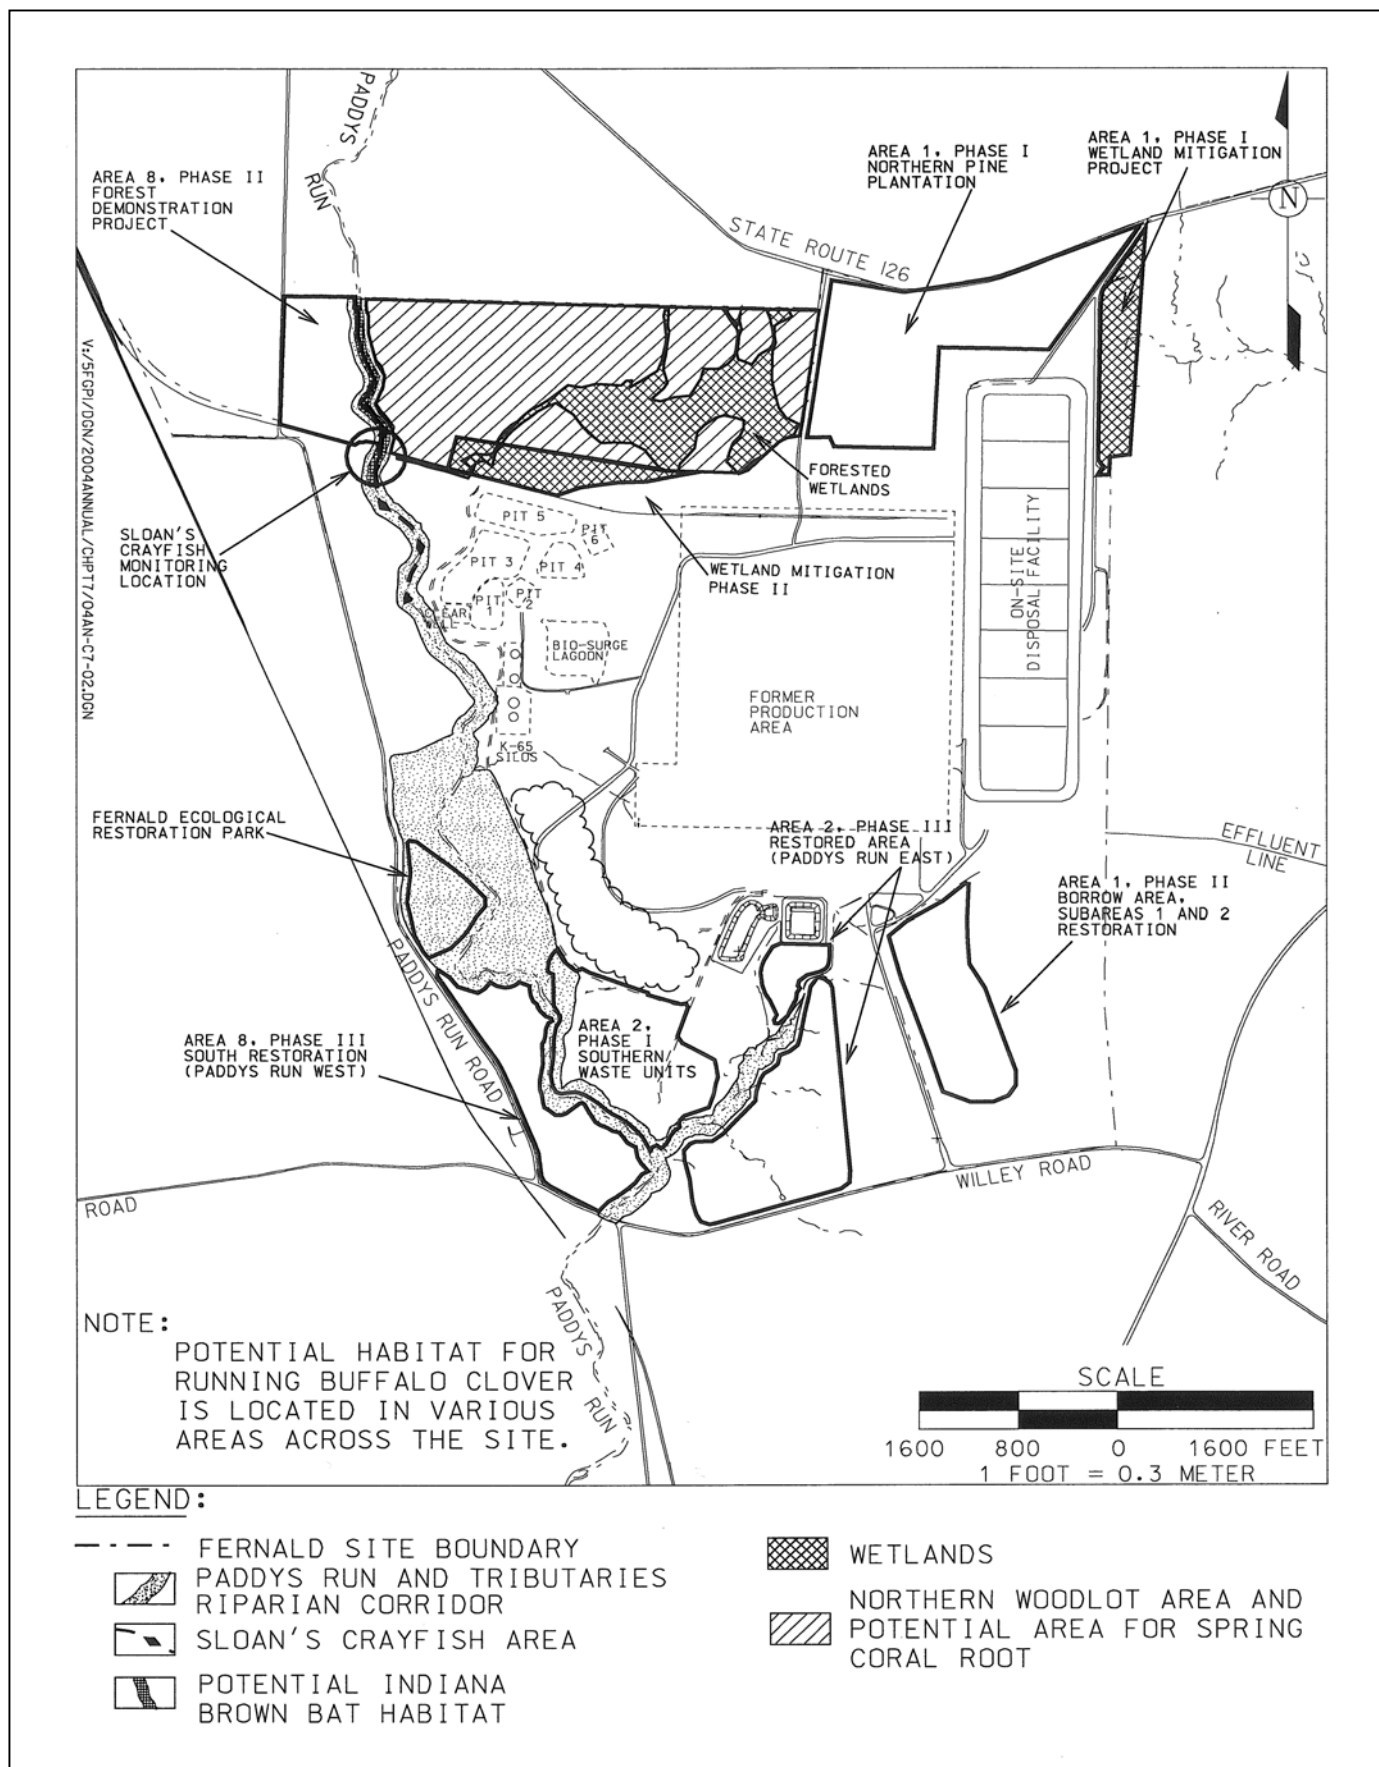 PADDYS
RUN
AREA 8, PHASE II
FOREST
DEMONSTRATION
PROJECT
AREA 1, PHASE I
NORTHERN PINE
PLANTATION
AREA 1, PHASE I
WETLAND MITIGATION
PROJECT
N
STATE ROUTE 126
V:/5FGP1/DGN/2004ANNUAL/CHPT7/04AN-C7-02.DGN
FORESTED
WETLANDS
SLOAN'S
CRAYFISH
MONITORING
LOCATION
PIT 5
PIT
6
PIT 3
PIT 4
PIT
1
PIT
2
CLEAR
WELL
BIO-SURGE
LAGOON
WETLAND MITIGATION
PHASE II
ON-SITE
DISPOSAL FACILITY
FORMER
PRODUCTION
AREA
K-65
SILOS
FERNALD ECOLOGICAL
RESTORATION PARK
AREA 2, PHASE III
RESTORED AREA
(PADDYS RUN EAST)
EFFLUENT
LINE
AREA 1, PHASE II
BORROW AREA,
SUBAREAS 1 AND 2
RESTORATION
PADDYS RUN ROAD
AREA 8, PHASE III
SOUTH RESTORATION
(PADDYS RUN WEST)
AREA 2,
PHASE I
SOUTHERN
WASTE UNITS
WILLEY ROAD
ROAD
RIVER ROAD
PADDYS
RUN
NOTE:
POTENTIAL HABITAT FOR
RUNNING BUFFALO CLOVER
IS LOCATED IN VARIOUS
AREAS ACROSS THE SITE.
SCALE
1600 800 0 1600 FEET
1 FOOT = 0.3 METER
LEGEND:
FERNALD SITE BOUNDARY
PADDYS RUN AND TRIBUTARIES
RIPARIAN CORRIDOR
SLOAN'S CRAYFISH AREA
POTENTIAL INDIANA
BROWN BAT HABITAT
WETLANDS
NORTHERN WOODLOT AREA AND
POTENTIAL AREA FOR SPRING
CORAL ROOT